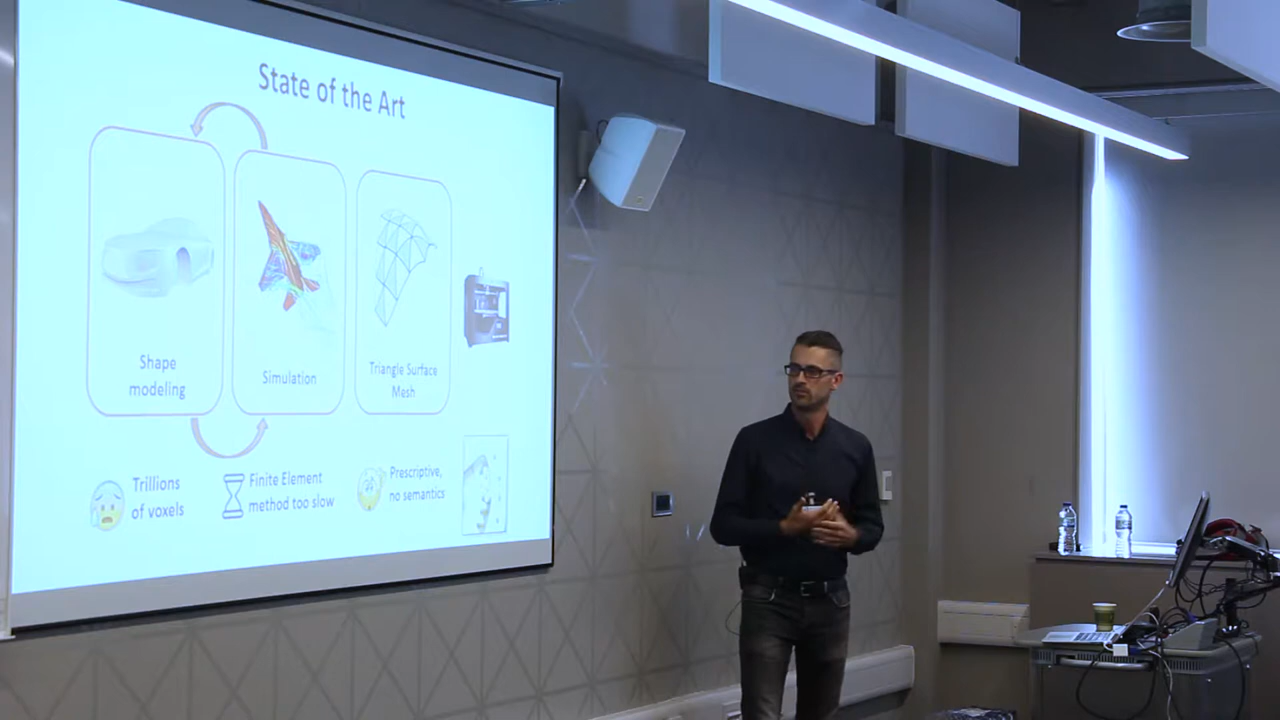 State of the Art
Shape
modeling
Simulation
Triangle Surface
Mesh
Trillions
of voxels
Finite Element
method too slow
Prescriptive,
no semantics